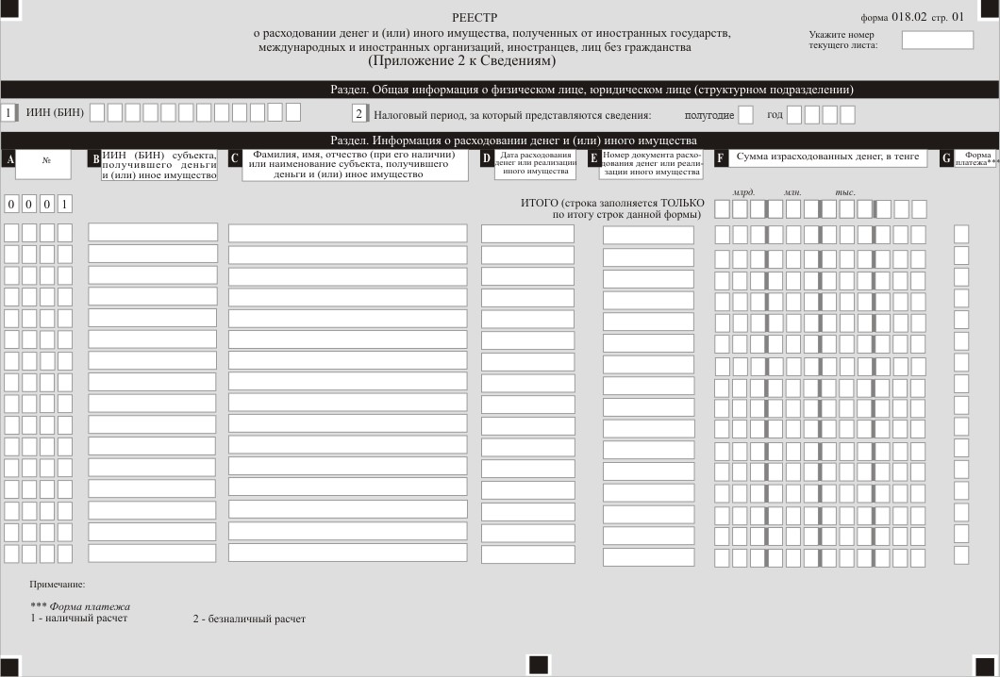 РЕЕСТР
форма 018.02 стр. 01
о расходовании денег и (или) иного имущества, полученных от иностранных государств,
международных и иностранных организаций, иностранцев, лиц без гражданства
(Приложение 2 к Сведениям)
Укажите номер
текущего листа:
Раздел. Общая информация о физическом лице, юридическом лице (структурном подразделении)
1 ИИН (БИН)
2 Налоговый период, за который представляются сведения: полугодие год
Раздел. Информация о расходовании денег и (или) иного имущества
A №
B ИИН (БИН) субъекта,
получившего деньги
и (или) иное имущество
C Фамилия, имя, отчество (при его наличии)
или наименование субъекта, получившего
деньги и (или) иное имущество
D Дата расходования
денег или реализации
иного имущества
E Номер документа расхо-
дования денег или реали-
зации иного имущества
F Сумма израсходованных денег, в тенге
G Форма
платежа***
млрд. млн. тыс.
0 0 0 1
ИТОГО (строка заполняется ТОЛЬКО
по итогу строк данной формы)
Примечание:
*** Форма платежа
1 - наличный расчет 2 - безналичный расчет